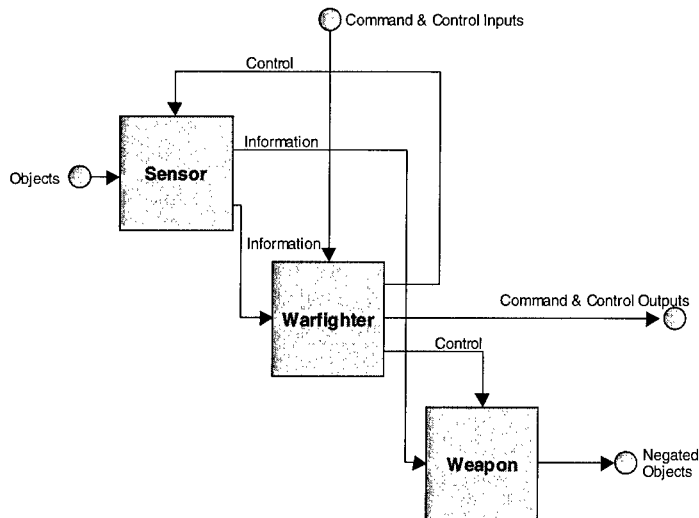 Command & Control Inputs
Control
Information
Objects
Sensor
Information
Command & Control Outputs
Warfighter
Control
Negated
Objects
Weapon